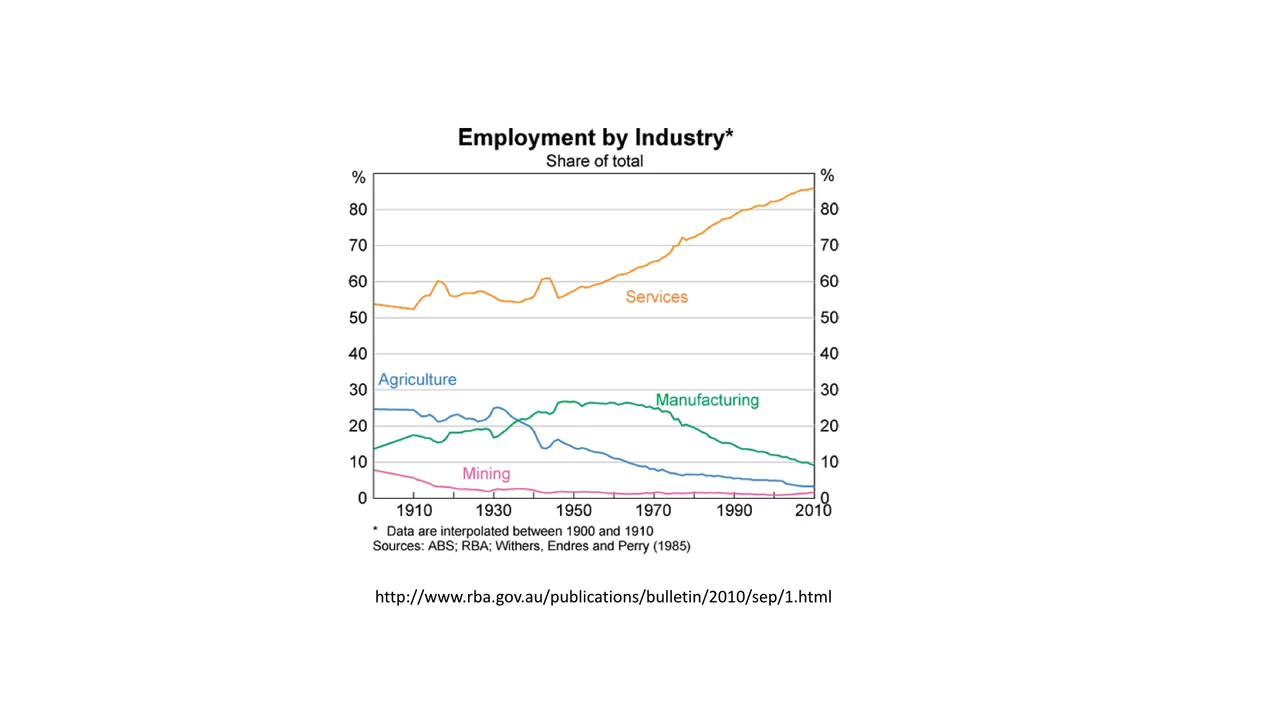 Employment by Industry*
Share of total
% %
80 80
70 70
60 60
Services
50 50
40 40
Agriculture
30 30
Manufacturing
20 20
10 10
Mining
0 0
1910 1930 1950 1970 1990 2010
* Data are interpolated between 1900 and 1910
Sources: ABS; RBA; Withers, Endres and Perry (1985)
http://www.rba.gov.au/publications/bulletin/2010/sep/1.html